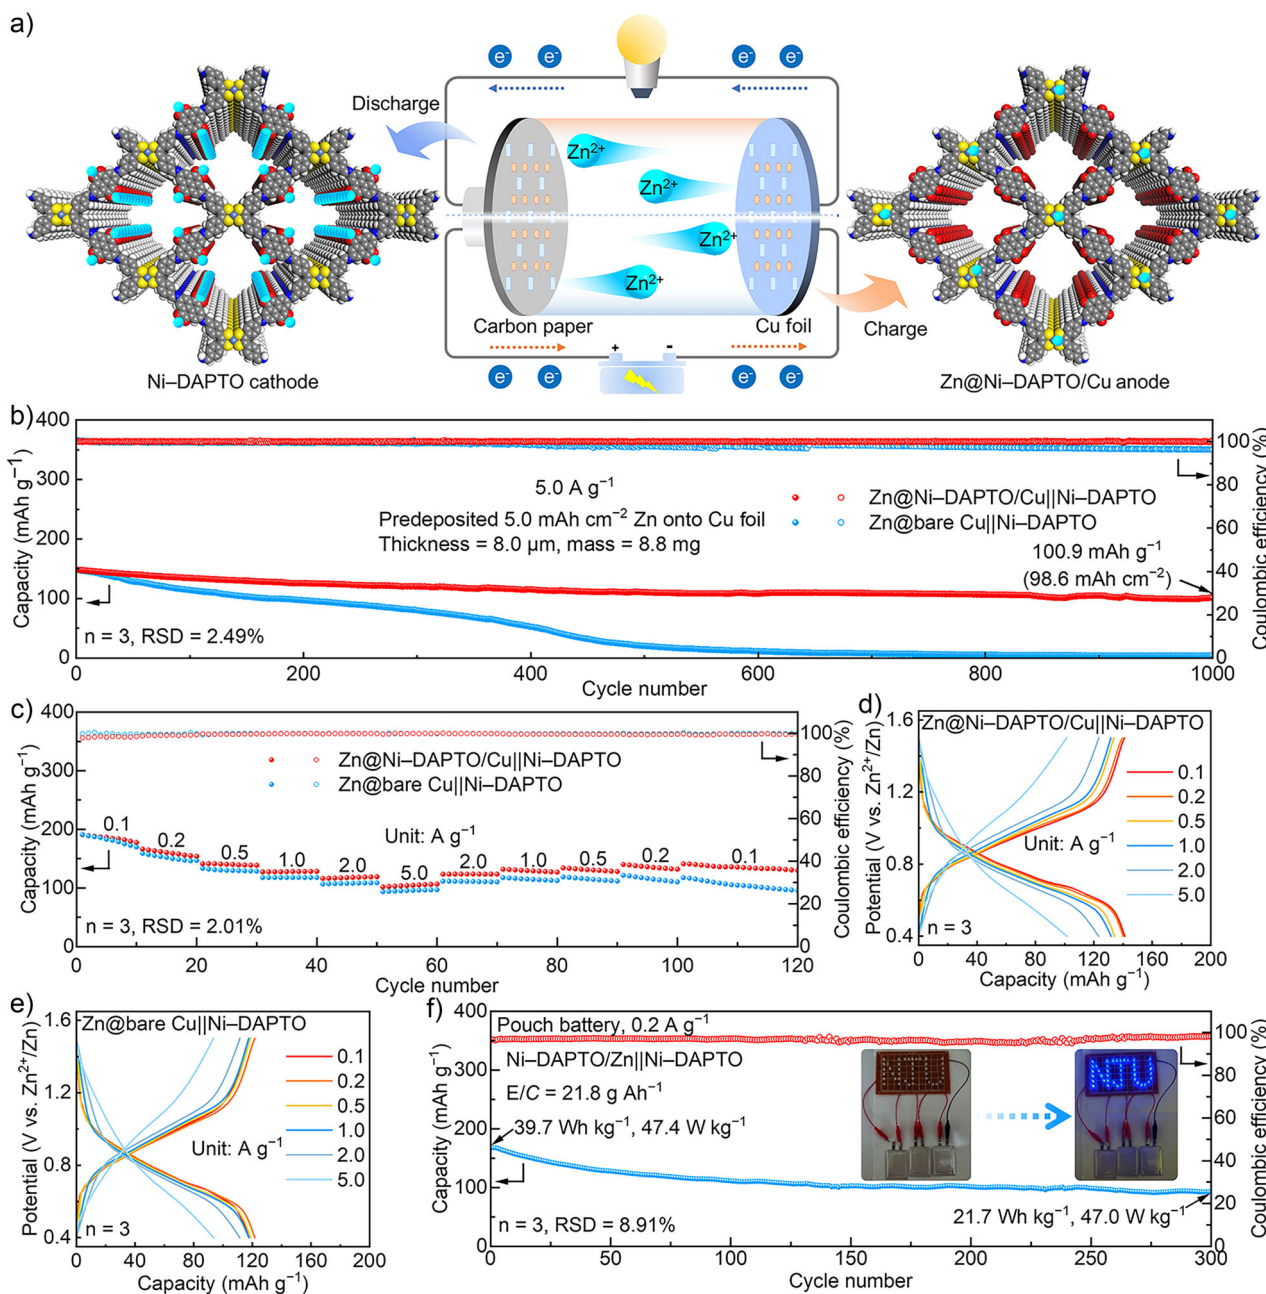 a)
e⁻ e⁻ e⁻ e⁻
Discharge
Zn²⁺
Zn²⁺
Zn²⁺
Zn²⁺
Carbon paper
Cu foil
Charge
+ -
e⁻ e⁻ e⁻ e⁻
Ni–DAPTO cathode
Zn@Ni–DAPTO/Cu anode
b)
Capacity (mAh g⁻¹)
400
300
200
100
0
5.0 A g⁻¹
Predeposited 5.0 mAh cm⁻² Zn onto Cu foil
Thickness = 8.0 μm, mass = 8.8 mg
Zn@Ni–DAPTO/Cu||Ni–DAPTO
Zn@bare Cu||Ni–DAPTO
100.9 mAh g⁻¹
(98.6 mAh cm⁻²)
n = 3, RSD = 2.49%
100
80
60
40
20
0
Coulombic efficiency (%)
0 200 400 600 800 1000
Cycle number
c)
Capacity (mAh g⁻¹)
400
300
200
100
0
Zn@Ni–DAPTO/Cu||Ni–DAPTO
Zn@bare Cu||Ni–DAPTO
Unit: A g⁻¹
0.1 0.2 0.5 1.0 2.0 5.0 2.0 1.0 0.5 0.2 0.1
n = 3, RSD = 2.01%
100
80
60
40
20
0
Coulombic efficiency (%)
0 20 40 60 80 100 120
Cycle number
d)
Potential (V vs. Zn²⁺/Zn)
1.6
1.2
0.8
0.4
Zn@Ni–DAPTO/Cu||Ni–DAPTO
0.1
0.2
0.5
1.0
2.0
5.0
Unit: A g⁻¹
n = 3
0 40 80 120 160 200
Capacity (mAh g⁻¹)
e)
Potential (V vs. Zn²⁺/Zn)
1.6
1.2
0.8
0.4
Zn@bare Cu||Ni–DAPTO
0.1
0.2
0.5
1.0
2.0
5.0
Unit: A g⁻¹
n = 3
0 40 80 120 160 200
Capacity (mAh g⁻¹)
f)
Capacity (mAh g⁻¹)
400
300
200
100
0
Pouch battery, 0.2 A g⁻¹
Ni–DAPTO/Zn||Ni–DAPTO
E/C = 21.8 g Ah⁻¹
39.7 Wh kg⁻¹, 47.4 W kg⁻¹
NJU
21.7 Wh kg⁻¹, 47.0 W kg⁻¹
n = 3, RSD = 8.91%
100
80
60
40
20
0
Coulombic efficiency (%)
0 50 100 150 200 250 300
Cycle number